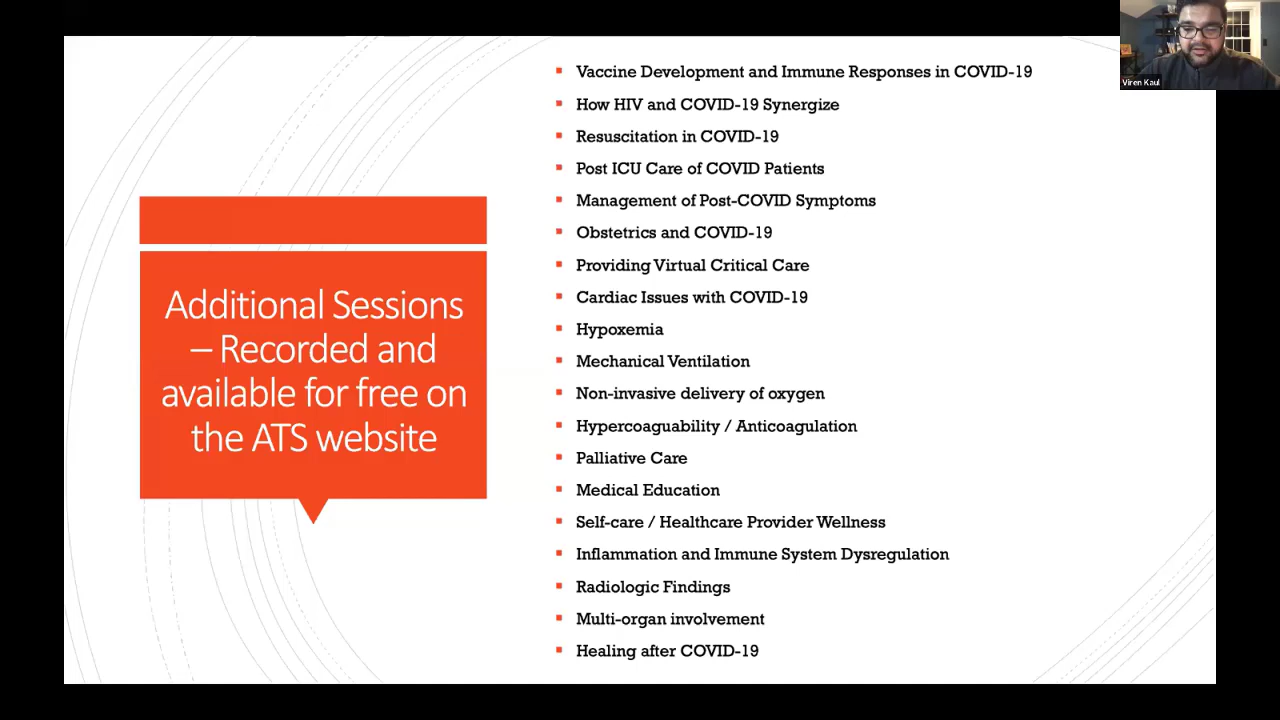 Vaccine Development and Immune Responses in COVID-19
How HIV and COVID-19 Synergize
Resuscitation in COVID-19
Post ICU Care of COVID Patients
Management of Post-COVID Symptoms
Obstetrics and COVID-19
Providing Virtual Critical Care
Cardiac Issues with COVID-19
Hypoxemia
Mechanical Ventilation
Non-invasive delivery of oxygen
Hypercoaguability / Anticoagulation
Palliative Care
Medical Education
Self-care / Healthcare Provider Wellness
Inflammation and Immune System Dysregulation
Radiologic Findings
Multi-organ involvement
Healing after COVID-19
Additional Sessions
– Recorded and
available for free on
the ATS website
Viren Kaul